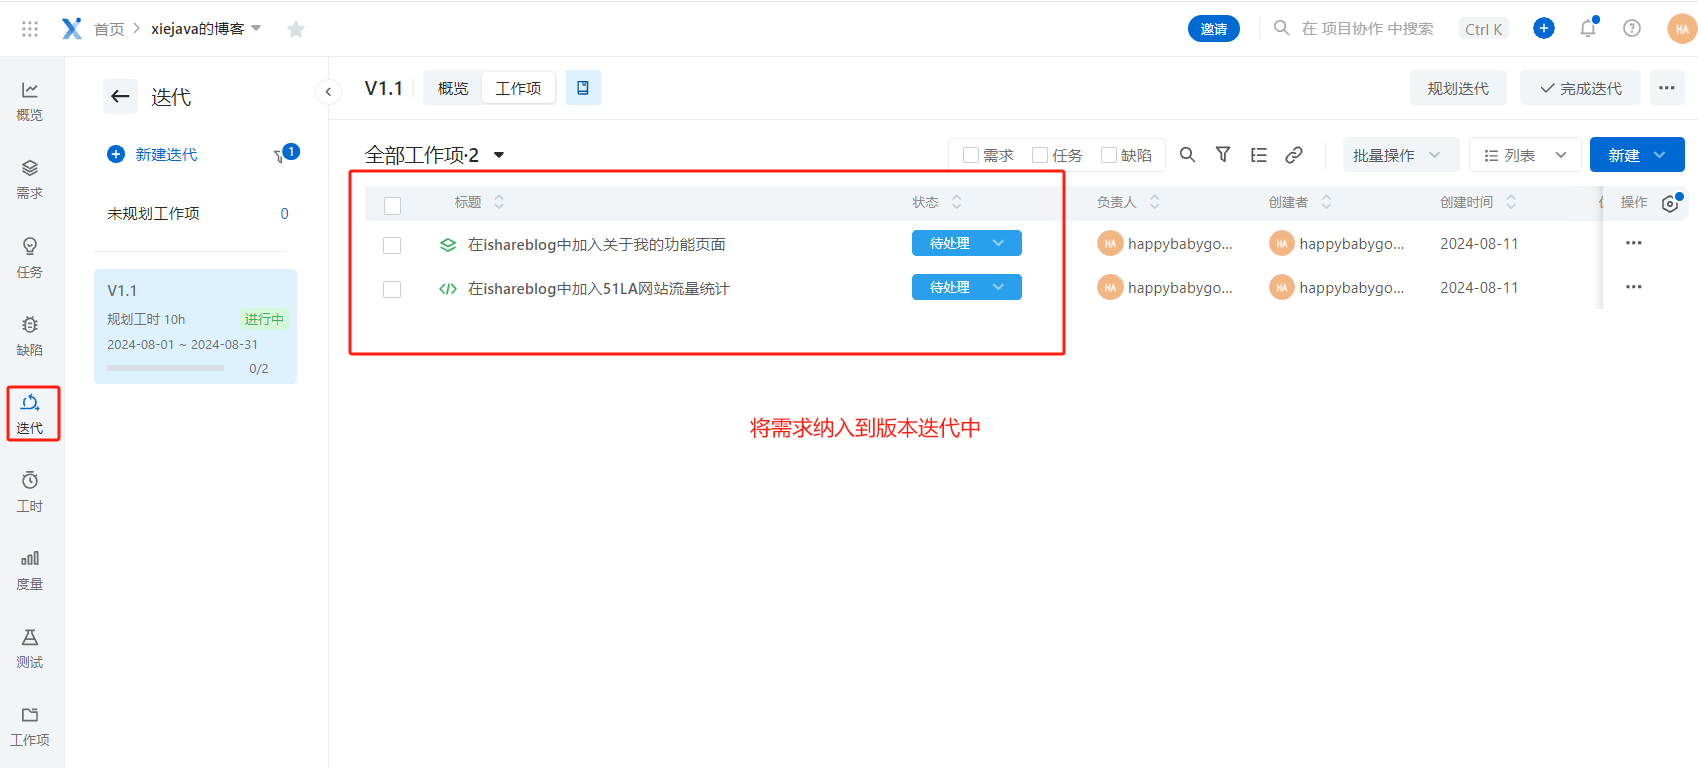 首页 xiejava的博客 邀请 在 项目协作 中搜索 Ctrl K HA
概览
需求
任务
缺陷
迭代
工时
度量
测试
工作项
迭代
新建迭代 1
未规划工作项 0
V1.1
规划工时 10h 进行中
2024-08-01 ~ 2024-08-31
0/2
V1.1 概览 工作项 规划迭代 完成迭代
全部工作项·2 需求 任务 缺陷 批量操作 列表 新建
标题 状态 负责人 创建者 创建时间 操作
在ishareblog中加入关于我的功能页面 待处理 HA happybabygo... HA happybabygo... 2024-08-11
在ishareblog中加入51LA网站流量统计 待处理 HA happybabygo... HA happybabygo... 2024-08-11
将需求纳入到版本迭代中